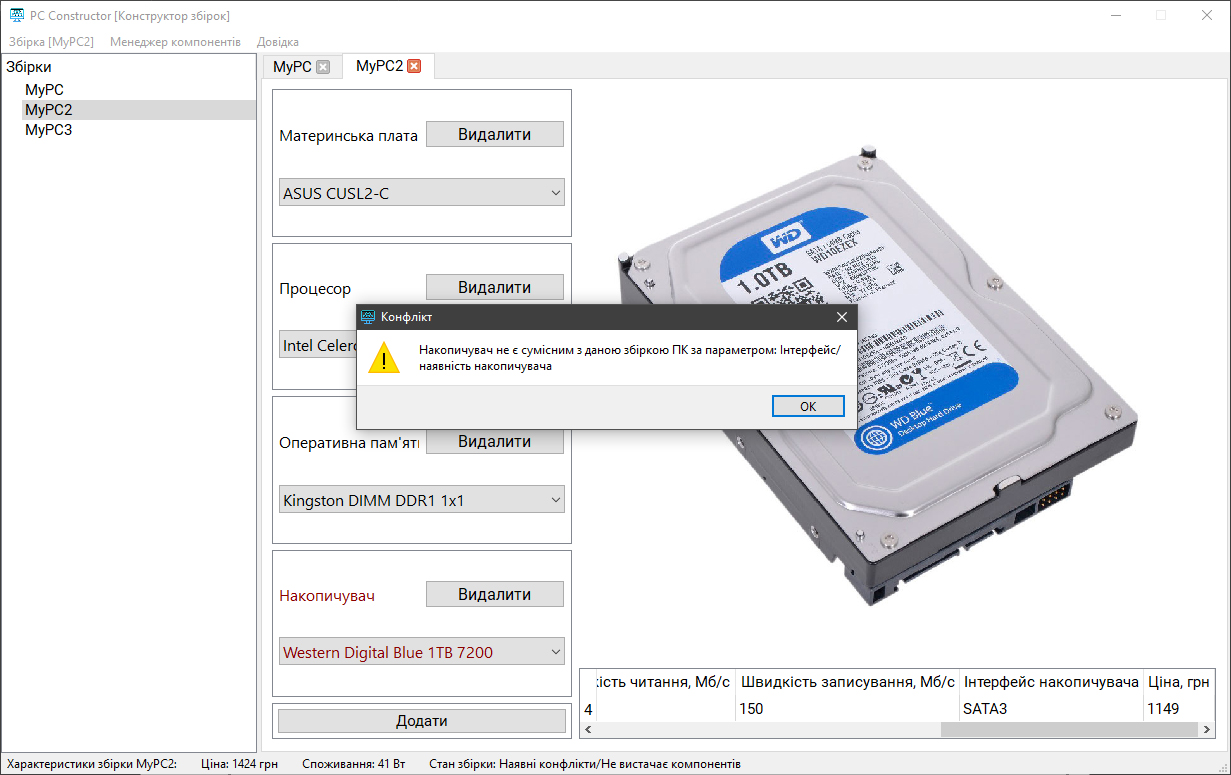 PC Constructor [Конструктор збірок]
Збірка [MyPC2] Менеджер компонентів Довідка
Збірки
MyPC
MyPC2
MyPC3
MyPC MyPC2
Материнська плата Видалити
ASUS CUSL2-C
Процесор Видалити
Intel
Конфлікт
Накопичувач не є сумісним з даною збіркою ПК за параметром: Інтерфейс/
наявність накопичувача
OK
Оперативна Видалити
Kingston DIMM DDR1 1x1
Накопичувач Видалити
Western Digital Blue 1TB 7200
Додати
WD
WD10EZEX
1.0TB
WD Blue
Desktop Hard Drive
читання, Мб/с Швидкість записування, Мб/с Інтерфейс накопичувача Ціна, грн
4 150 SATA3 1149
Характеристики збірки MyPC2: Ціна: 1424 грн Споживання: 41 Вт Стан збірки: Наявні конфлікти/Не вистачає компонентів